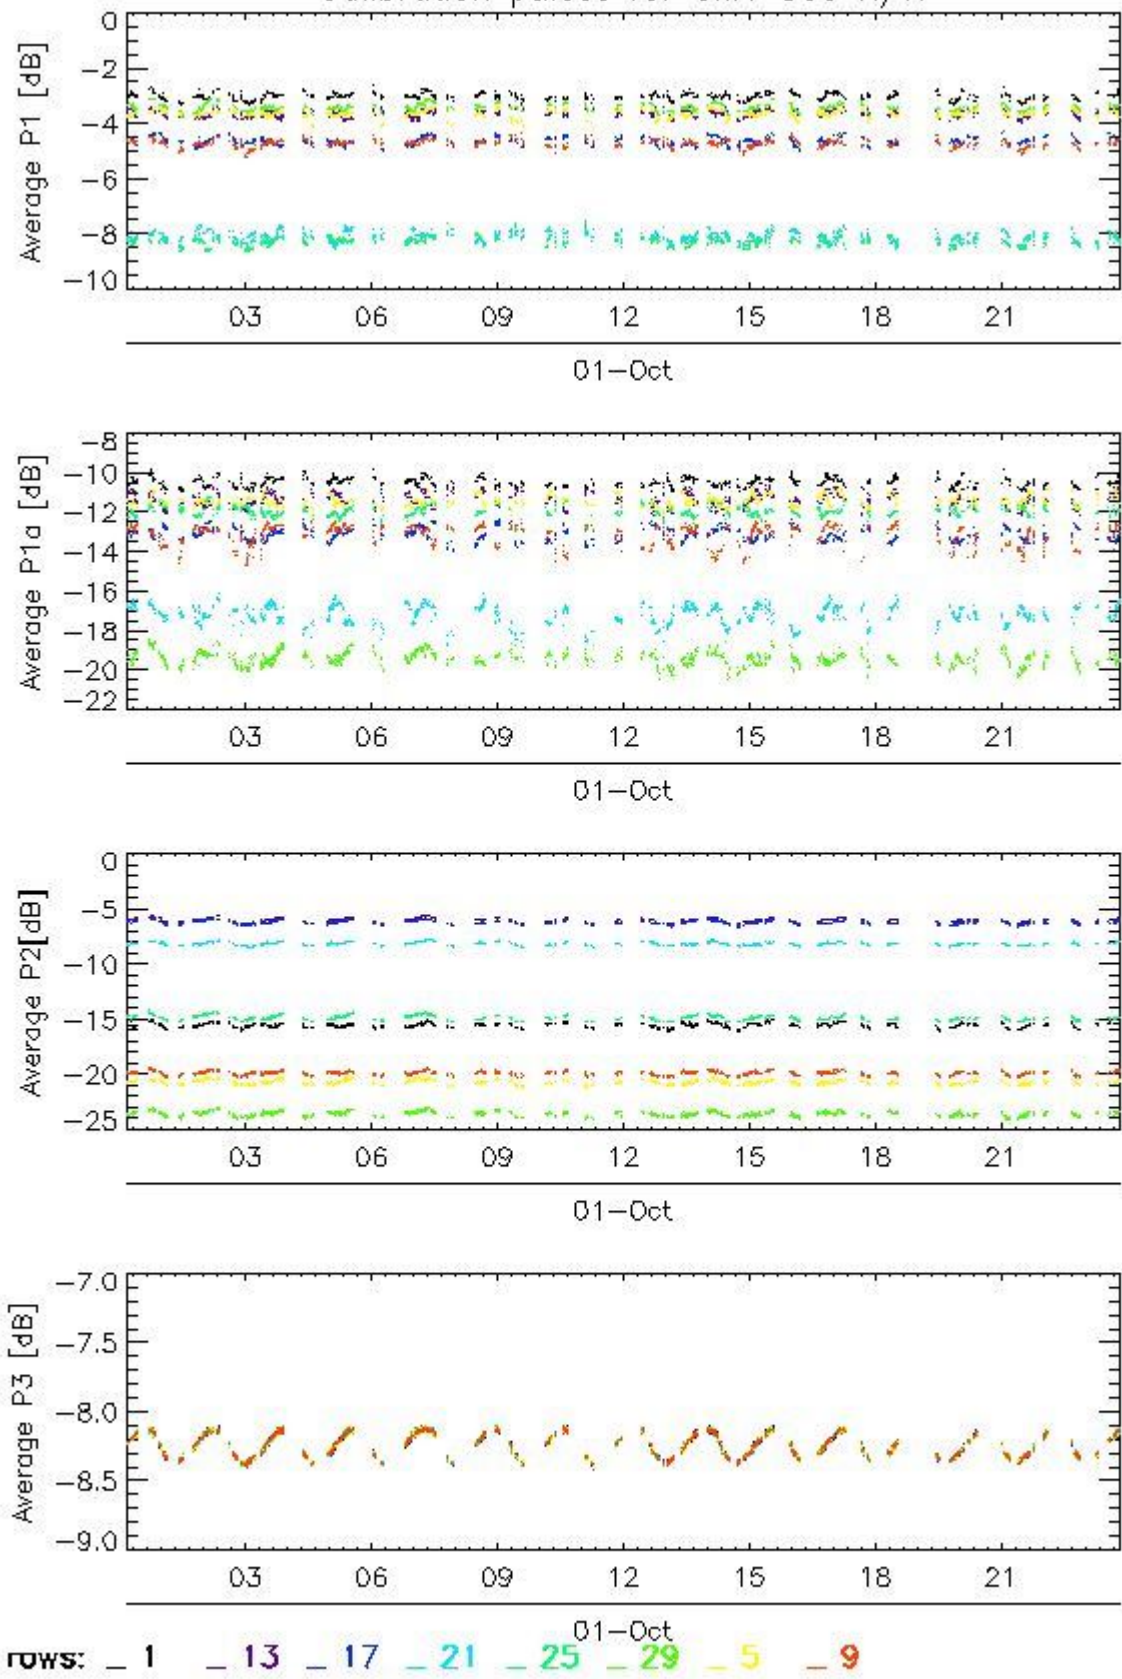 0
-2
-4
-6
-8
-10
Average P1 [dB]
03 06 09 12 15 18 21
01-Oct
-8
-10
-12
-14
-16
-18
-20
-22
Average P1a [dB]
03 06 09 12 15 18 21
01-Oct
0
-5
-10
-15
-20
-25
Average P2[dB]
03 06 09 12 15 18 21
01-Oct
-7.0
-7.5
-8.0
-8.5
-9.0
Average P3 [dB]
03 06 09 12 15 18 21
01-Oct
rows: _ 1 _ 13 _ 17 _ 21 _ 25 _ 29 _ 5 _ 9